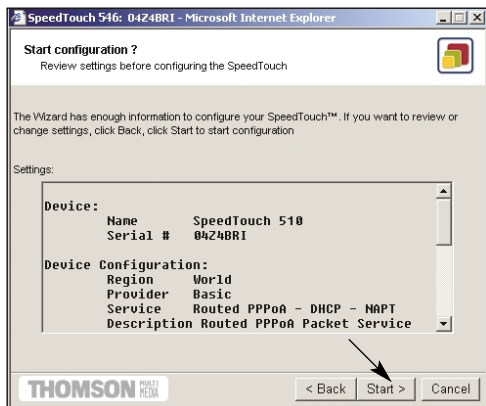 SpeedTouch 546: 04Z4BRI - Microsoft Internet Explorer
Start configuration ?
Review settings before configuring the SpeedTouch
The Wizard has enough information to configure your SpeedTouch™. If you want to review or
change settings, click Back, click Start to start configuration
Settings:
Device:
Name SpeedTouch 510
Serial # 04Z4BRI
Device Configuration:
Region World
Provider Basic
Service Routed PPPoA - DHCP - NAPT
Description Routed PPPoA Packet Service
THOMSON MULTI MEDIA
< Back Start > Cancel